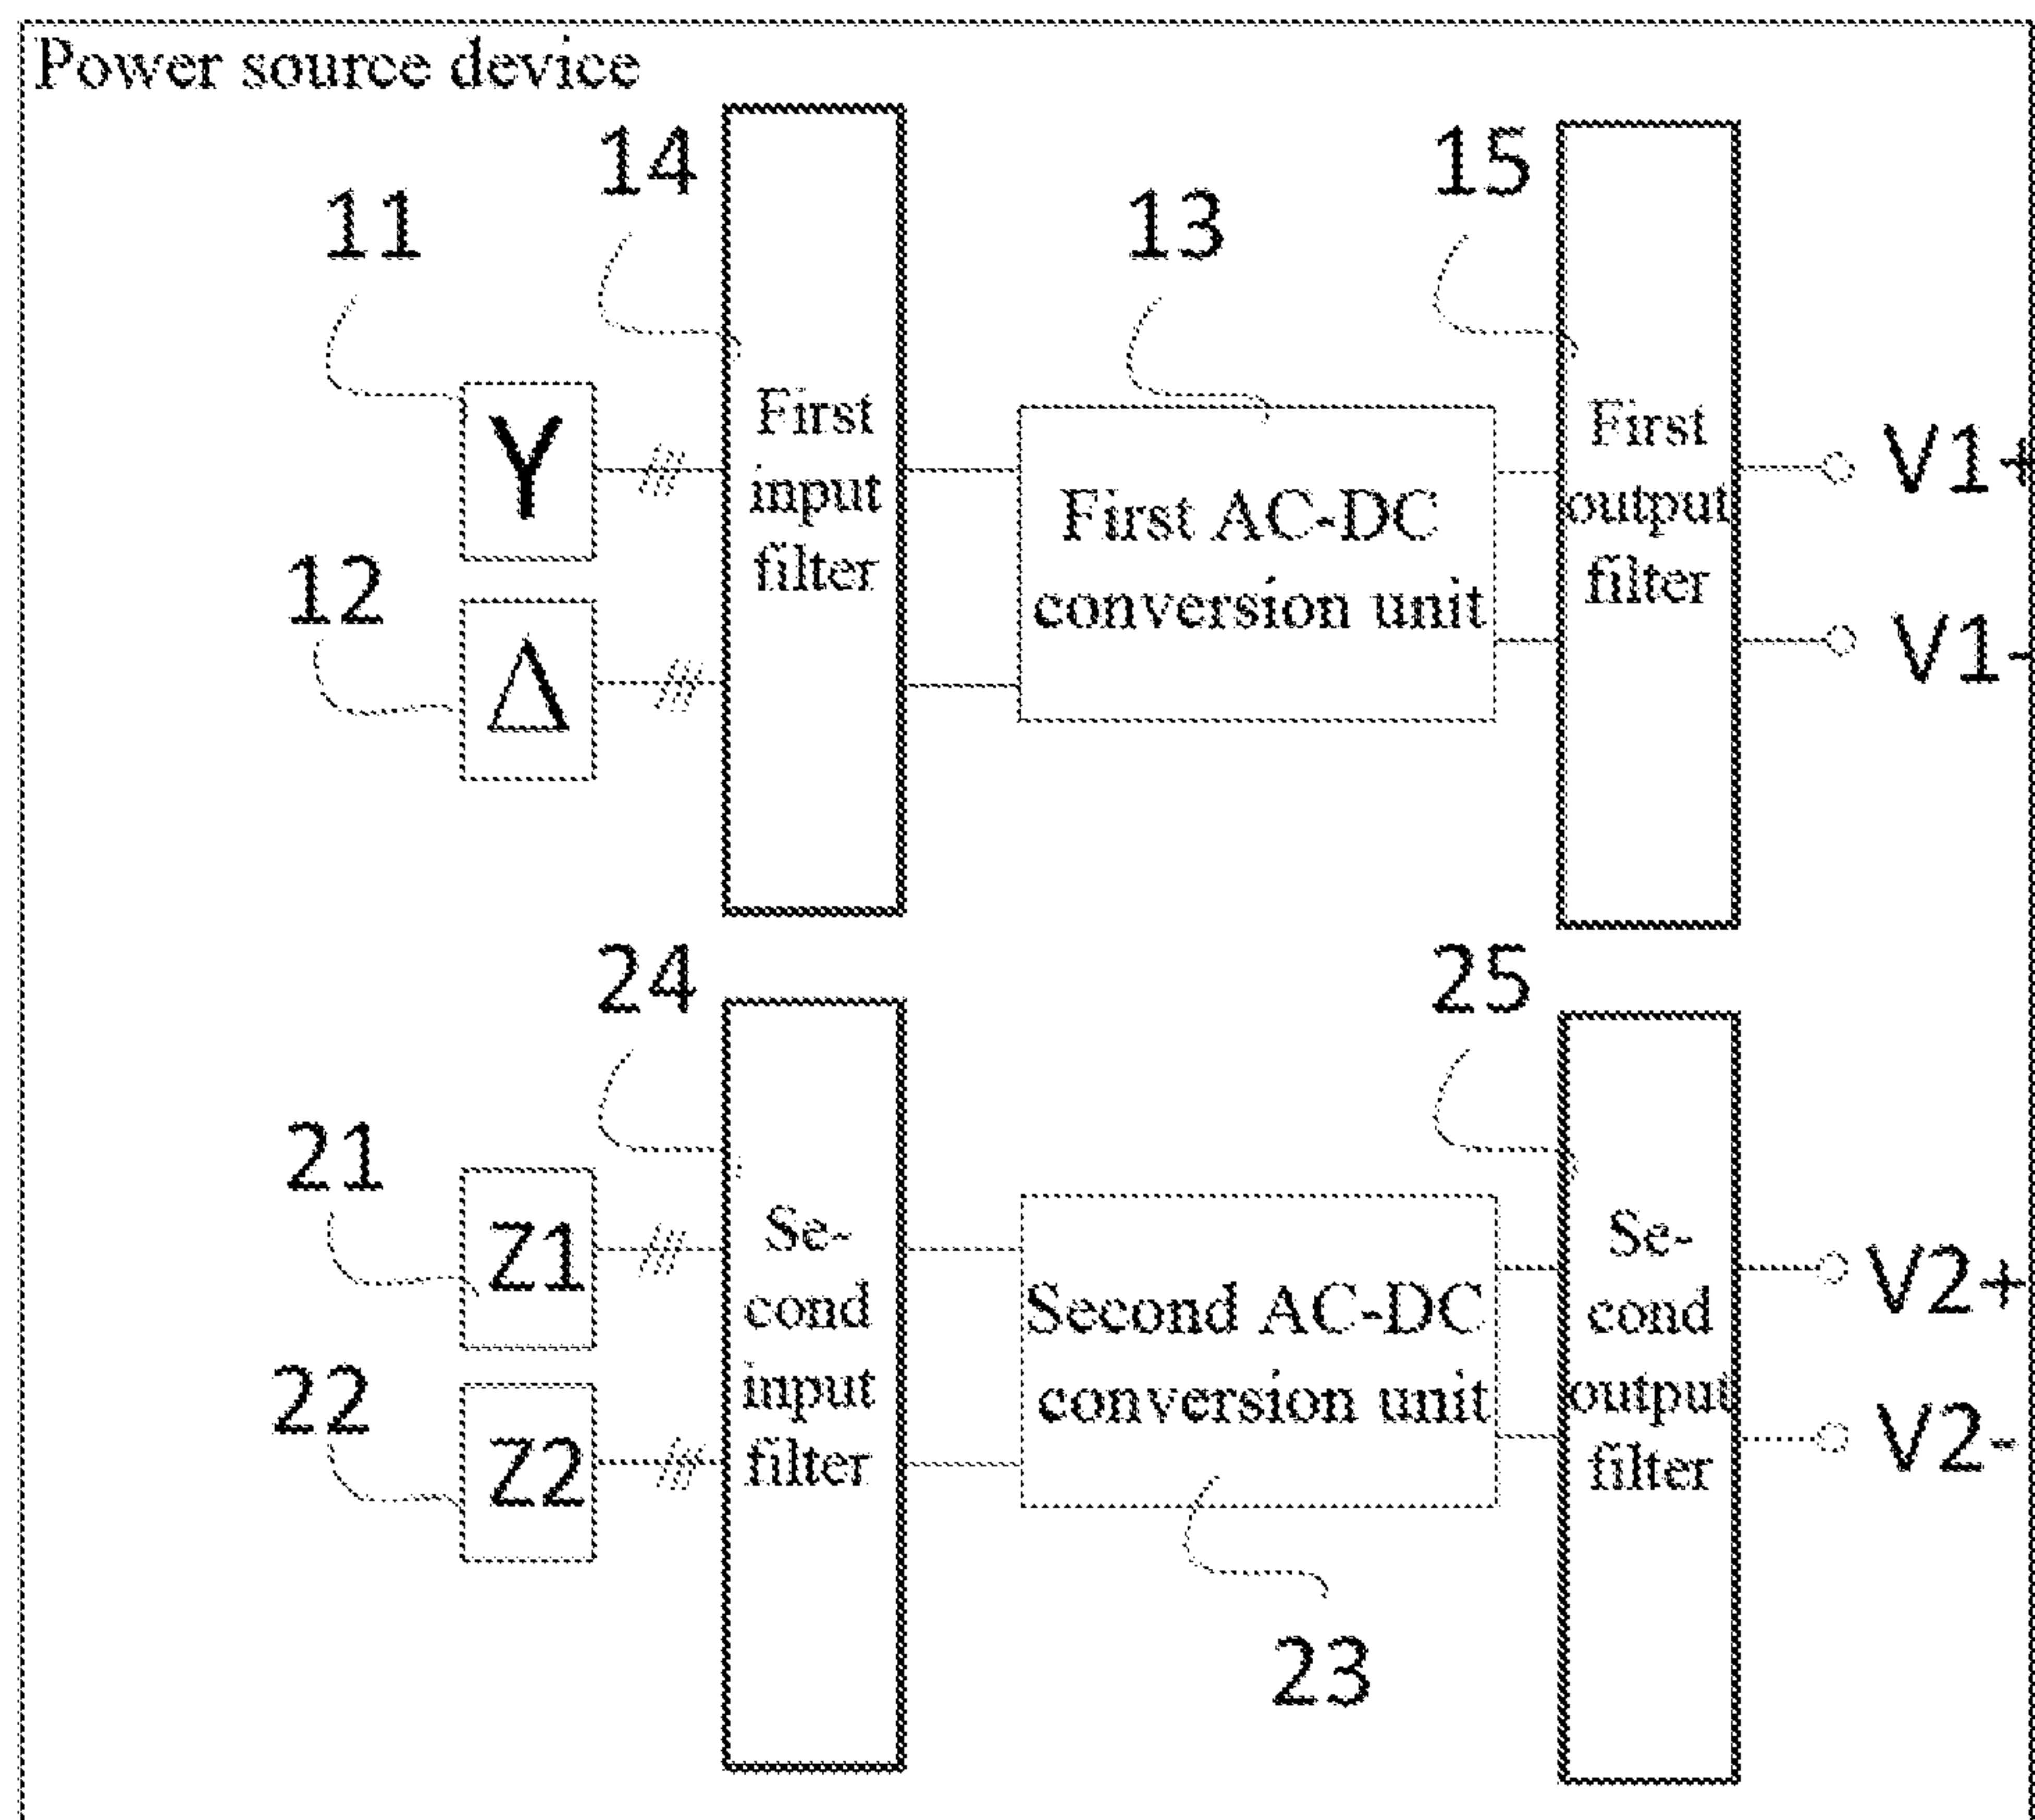 Power source device
14
15
11
13
Y
First
input
filter
First AC-DC
conversion unit
First
output
filter
V1+
V1-
12
Δ
24
25
21
Z1
Se-
cond
input
filter
Second AC-DC
conversion unit
Se-
cond
output
filter
V2+
V2-
22
Z2
23